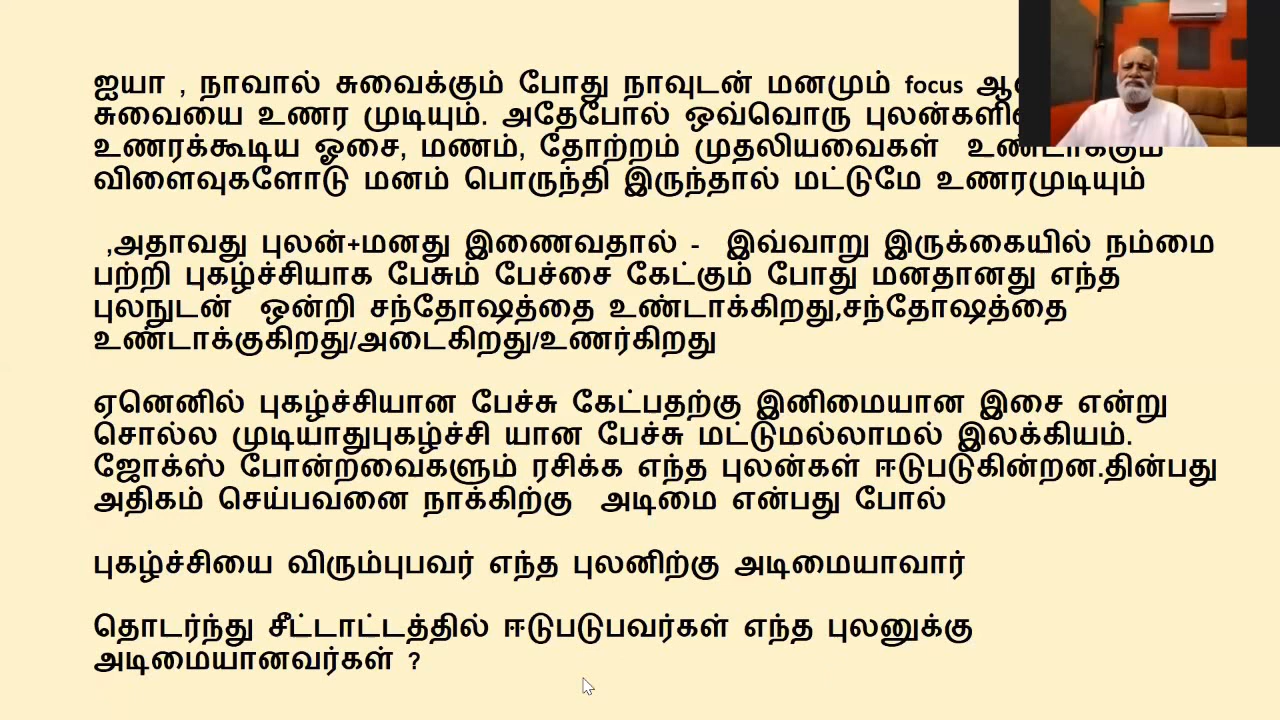 ஐயா , நாவால் சுவைக்கும் போது நாவுடன் மனமும் focus
சுவையை உணர முடியும். அதேபோல் ஒவ்வொரு
உணரக்கூடிய ஓசை, மணம், தோற்றம் முதலியவைகள் உண்டாக்கும்
விளைவுகளோடு மனம் பொருந்தி இருந்தால் மட்டுமே உணரமுடியும்
,அதாவது புலன்+மனது இணைவதால் - இவ்வாறு இருக்கையில் நம்மை
பற்றி புகழ்ச்சியாக பேசும் பேச்சை கேட்கும் போது மனதானது எந்த
புலநுடன் ஒன்றி சந்தோஷத்தை உண்டாக்கிறது,சந்தோஷத்தை
உண்டாக்குகிறது/அடைகிறது/உணர்கிறது
ஏனெனில் புகழ்ச்சியான பேச்சு கேட்பதற்கு இனிமையான இசை என்று
சொல்ல முடியாதுபுகழ்ச்சி யான பேச்சு மட்டுமல்லாமல் இலக்கியம்.
ஜோக்ஸ் போன்றவைகளும் ரசிக்க எந்த புலன்கள் ஈடுபடுகின்றன.தின்பது
அதிகம் செய்பவனை நாக்கிற்கு அடிமை என்பது போல்
புகழ்ச்சியை விரும்புபவர் எந்த புலனிற்கு அடிமையாவார்
தொடர்ந்து சீட்டாட்டத்தில் ஈடுபடுபவர்கள் எந்த புலனுக்கு
அடிமையானவர்கள் ?